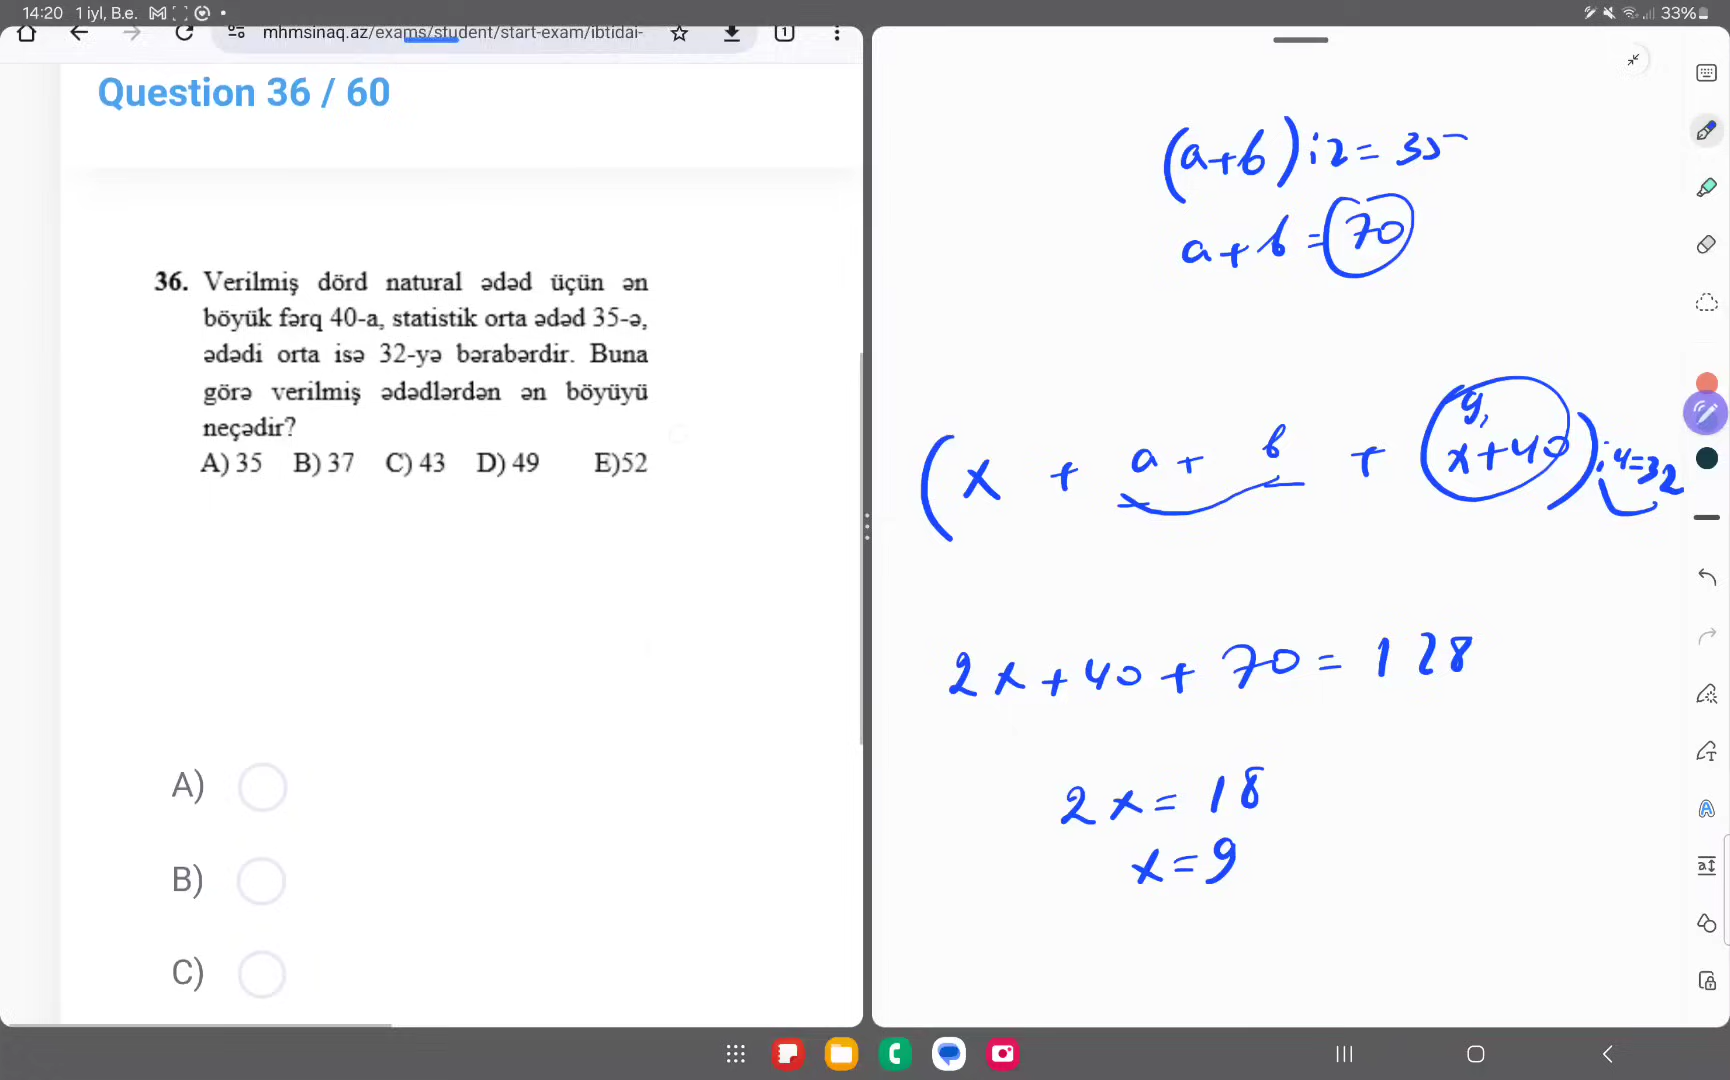 14:20 1 iyl, B.e.
33%
mhmsinaq.az/exams/student/start-exam/ibtidai-
1
Question 36 / 60
36. Verilmiş dörd natural ədəd üçün ən
böyük fərq 40-a, statistik orta ədəd 35-ə,
ədədi orta isə 32-yə bərabərdir. Buna
görə verilmiş ədədlərdən ən böyüyü
neçədir?
A) 35 B) 37 C) 43 D) 49 E)52
A)
B)
C)
(a+b):2=35
a+b=70
9,
(x + a + b + x+40):4=32
2x+40+70=128
2x=18
x=9